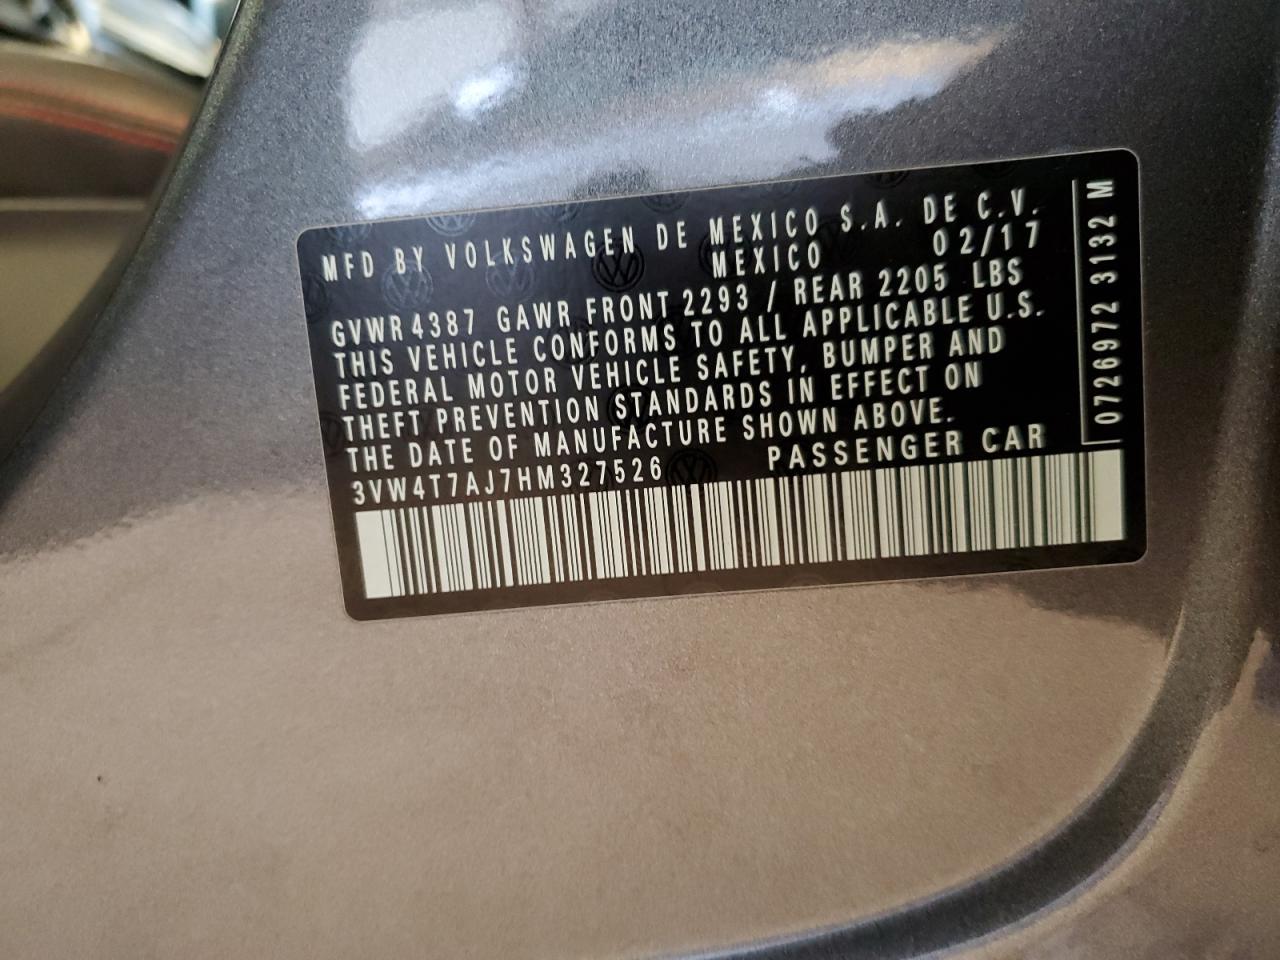 MFD BY VOLKSWAGEN DE MEXICO S.A. DE C.V.
MEXICO 02/17
GVWR 4387 GAWR FRONT 2293 / REAR 2205 LBS
THIS VEHICLE CONFORMS TO ALL APPLICABLE U.S.
FEDERAL MOTOR VEHICLE SAFETY, BUMPER AND
THEFT PREVENTION STANDARDS IN EFFECT ON
THE DATE OF MANUFACTURE SHOWN ABOVE.
3VW4T7AJ7HM327526 PASSENGER CAR
0726972 3132 M